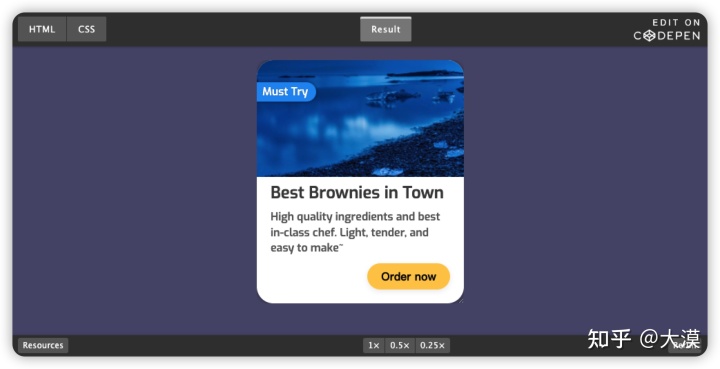 HTML CSS Result EDIT ON
CODEPEN
Must Try
Best Brownies in Town
High quality ingredients and best
in-class chef. Light, tender, and
easy to make~
Order now
Resources 1× 0.5× 0.25×
知乎 @大漠